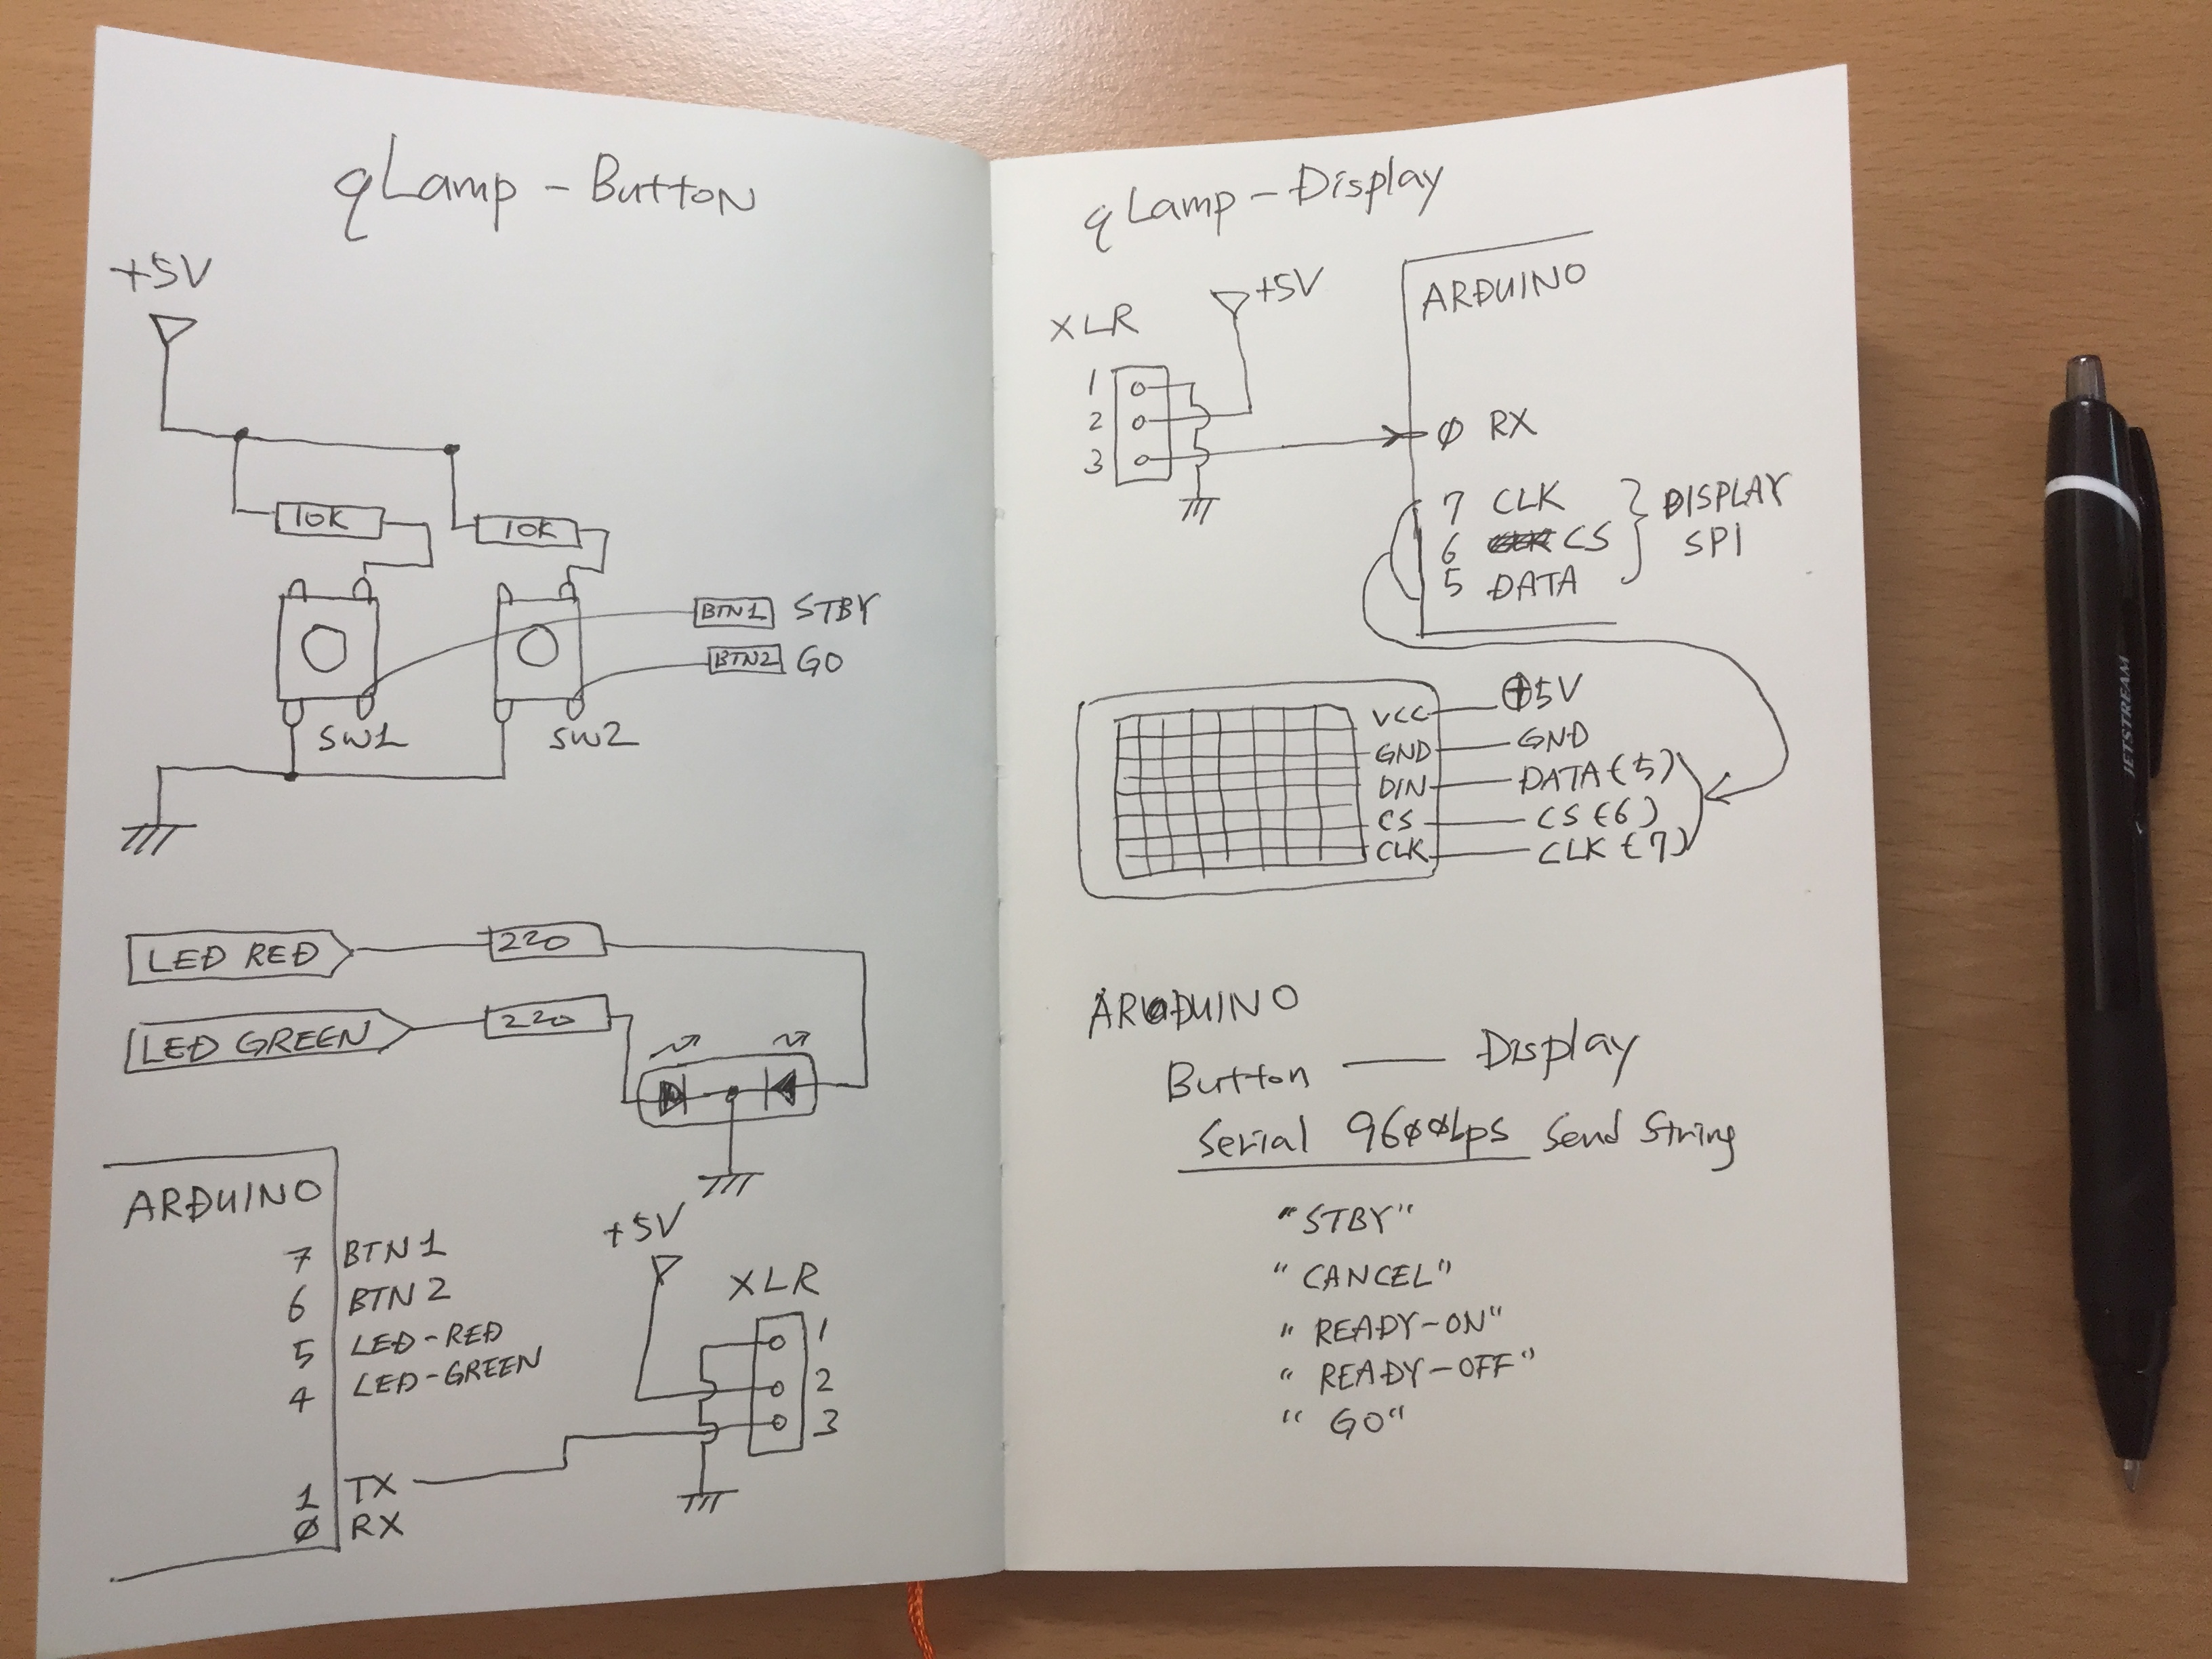 qLamp - Button
+5V
10K
10K
BTN1 STBY
BTN2 GO
SW1
SW2
LED RED
220
LED GREEN
220
ARDUINO
7 BTN1
6 BTN2
5 LED-RED
4 LED-GREEN
1 TX
Ø RX
+5V
XLR
1
2
3
qLamp - Display
XLR
+5V
1
2
3
ARDUINO
Ø RX
7 CLK
6 CS
5 DATA
DISPLAY
SPI
VCC +5V
GND GND
DIN DATA (5)
CS CS (6)
CLK CLK (7)
ARDUINO
Button — Display
Serial 96ØØbps Send String
"STBY"
"CANCEL"
"READY-ON"
"READY-OFF"
"GO"
JETSTREAM